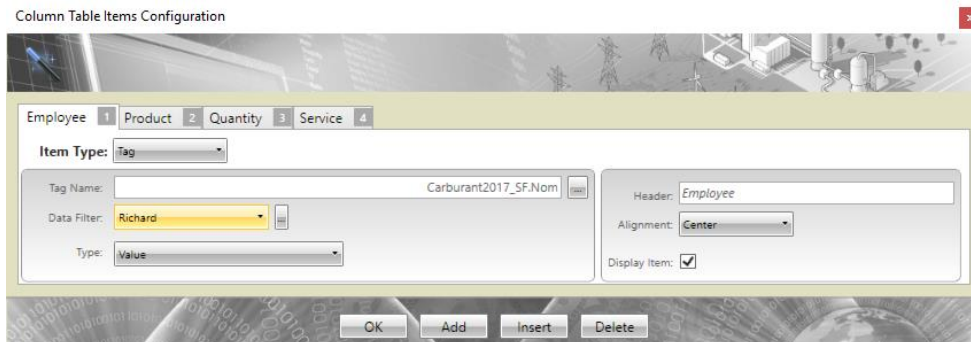 Column Table Items Configuration
Employee 1 Product 2 Quantity 3 Service 4
Item Type: Tag
Tag Name: Carburant2017_SF.Nom ...
Data Filter: Richard ...
Type: Value
Header: Employee
Alignment: Center
Display Item:
OK Add Insert Delete